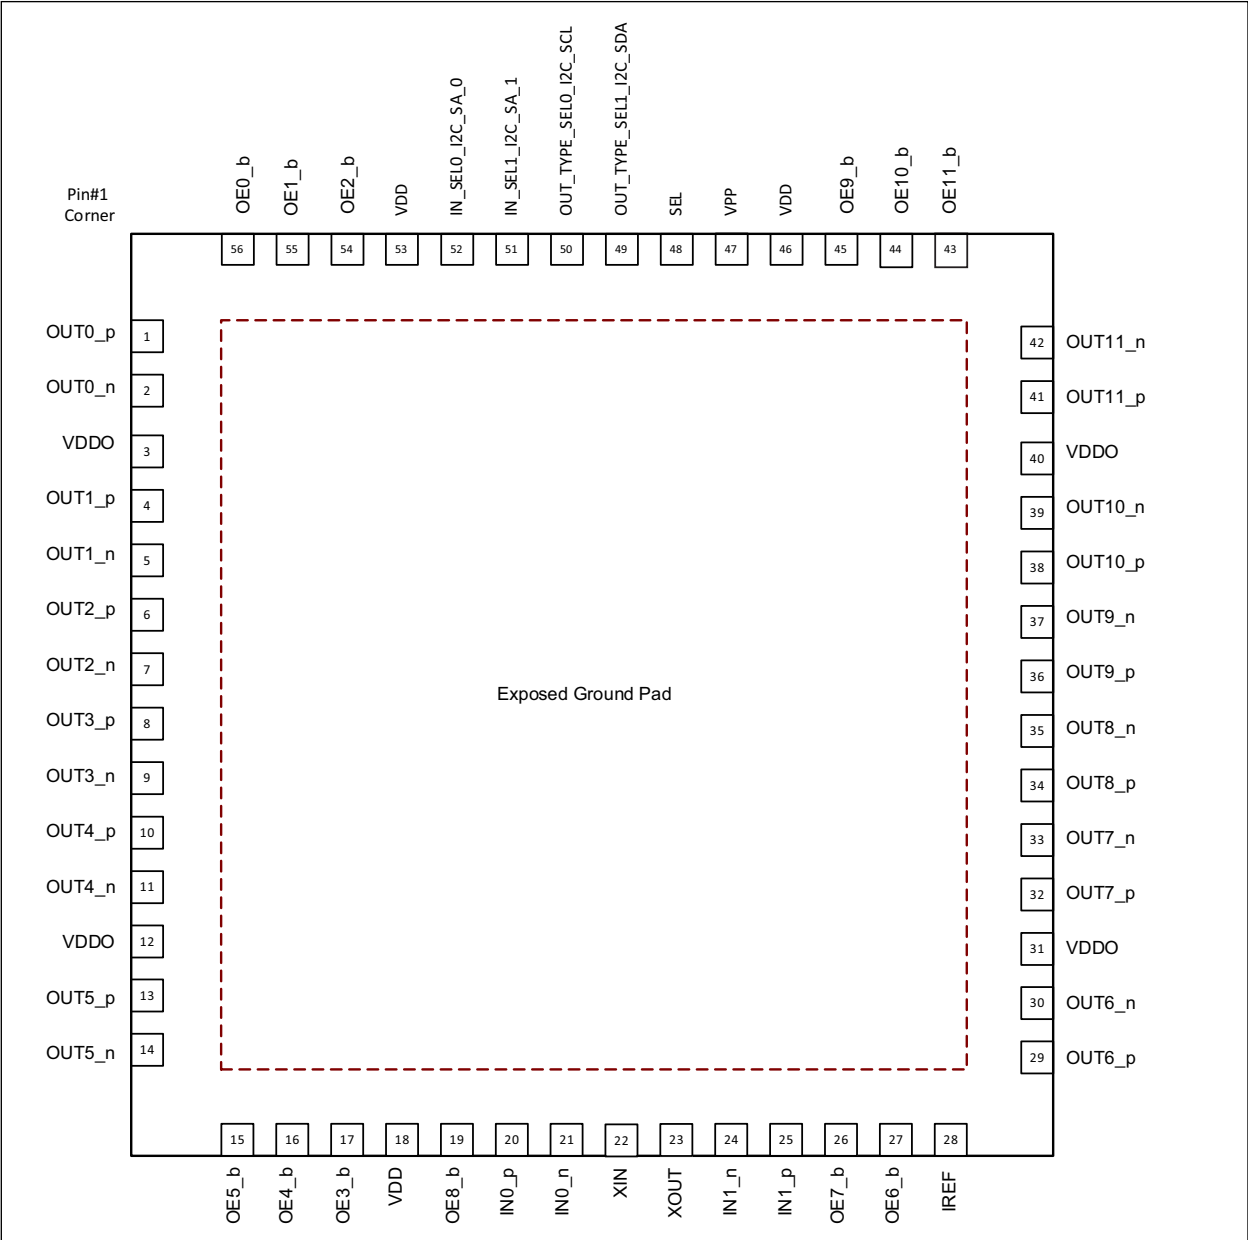 OE0_b
OE1_b
OE2_b
VDD
IN_SEL0_I2C_SA_0
IN_SEL1_I2C_SA_1
OUT_TYPE_SEL0_I2C_SCL
OUT_TYPE_SEL1_I2C_SDA
SEL
VPP
VDD
OE9_b
OE10_b
OE11_b
Pin#1
Corner
56
55
54
53
52
51
50
49
48
47
46
45
44
43
OUT0_p 1
OUT0_n 2
VDDO 3
OUT1_p 4
OUT1_n 5
OUT2_p 6
OUT2_n 7
OUT3_p 8
OUT3_n 9
OUT4_p 10
OUT4_n 11
VDDO 12
OUT5_p 13
OUT5_n 14
Exposed Ground Pad
42 OUT11_n
41 OUT11_p
40 VDDO
39 OUT10_n
38 OUT10_p
37 OUT9_n
36 OUT9_p
35 OUT8_n
34 OUT8_p
33 OUT7_n
32 OUT7_p
31 VDDO
30 OUT6_n
29 OUT6_p
15
16
17
18
19
20
21
22
23
24
25
26
27
28
OE5_b
OE4_b
OE3_b
VDD
OE8_b
IN0_p
IN0_n
XIN
XOUT
IN1_n
IN1_p
OE7_b
OE6_b
IREF